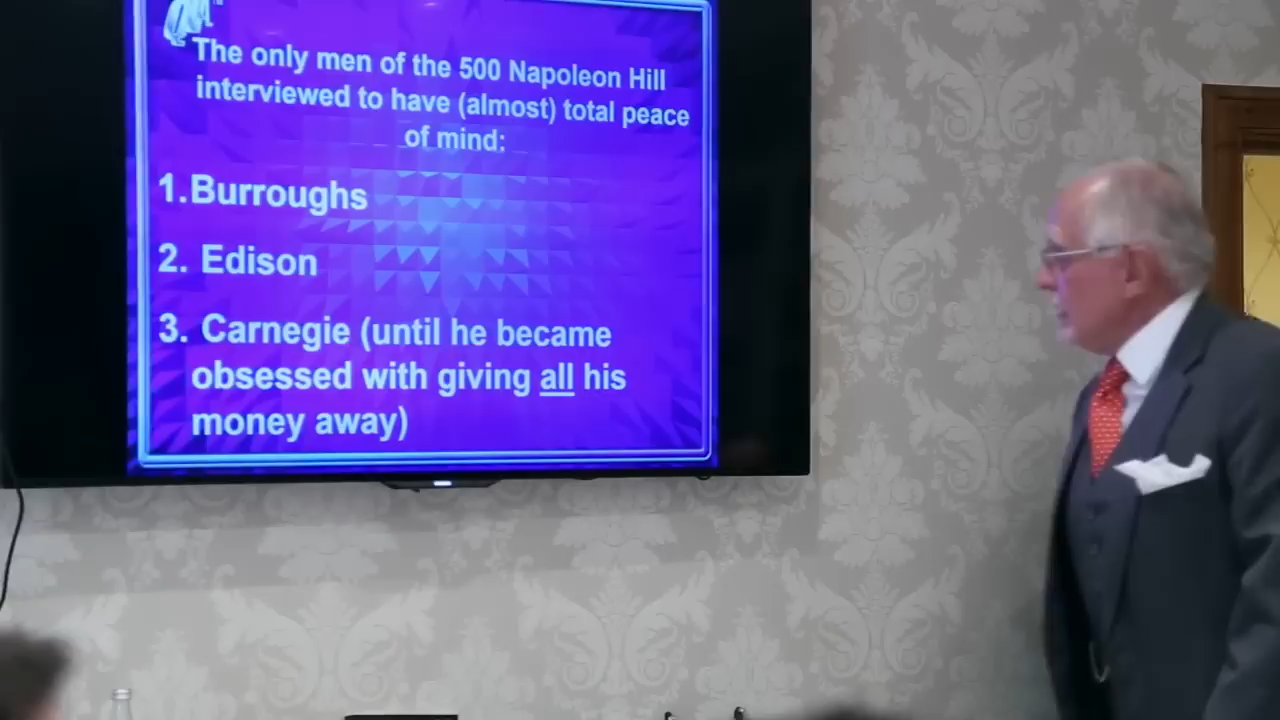 The only men of the 500 Napoleon Hill
interviewed to have (almost) total peace
of mind:
1.Burroughs
2. Edison
3. Carnegie (until he became
obsessed with giving all his
money away)